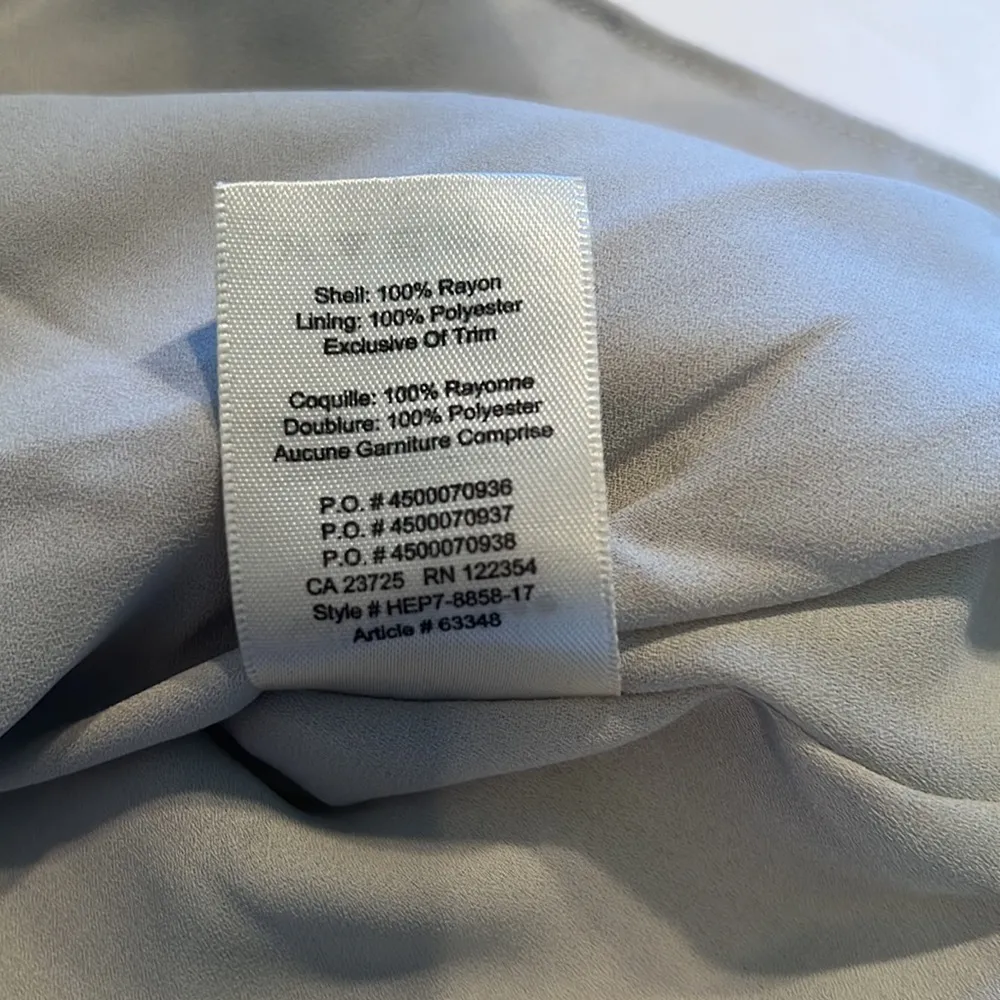 Shell: 100% Rayon
Lining: 100% Polyester
Exclusive Of Trim
Coquille: 100% Rayonne
Doublure: 100% Polyester
Aucune Garniture Comprise
P.O. # 4500070936
P.O. # 4500070937
P.O. # 4500070938
CA 23725 RN 122354
Style # HEP7-8858-17
Article # 63348